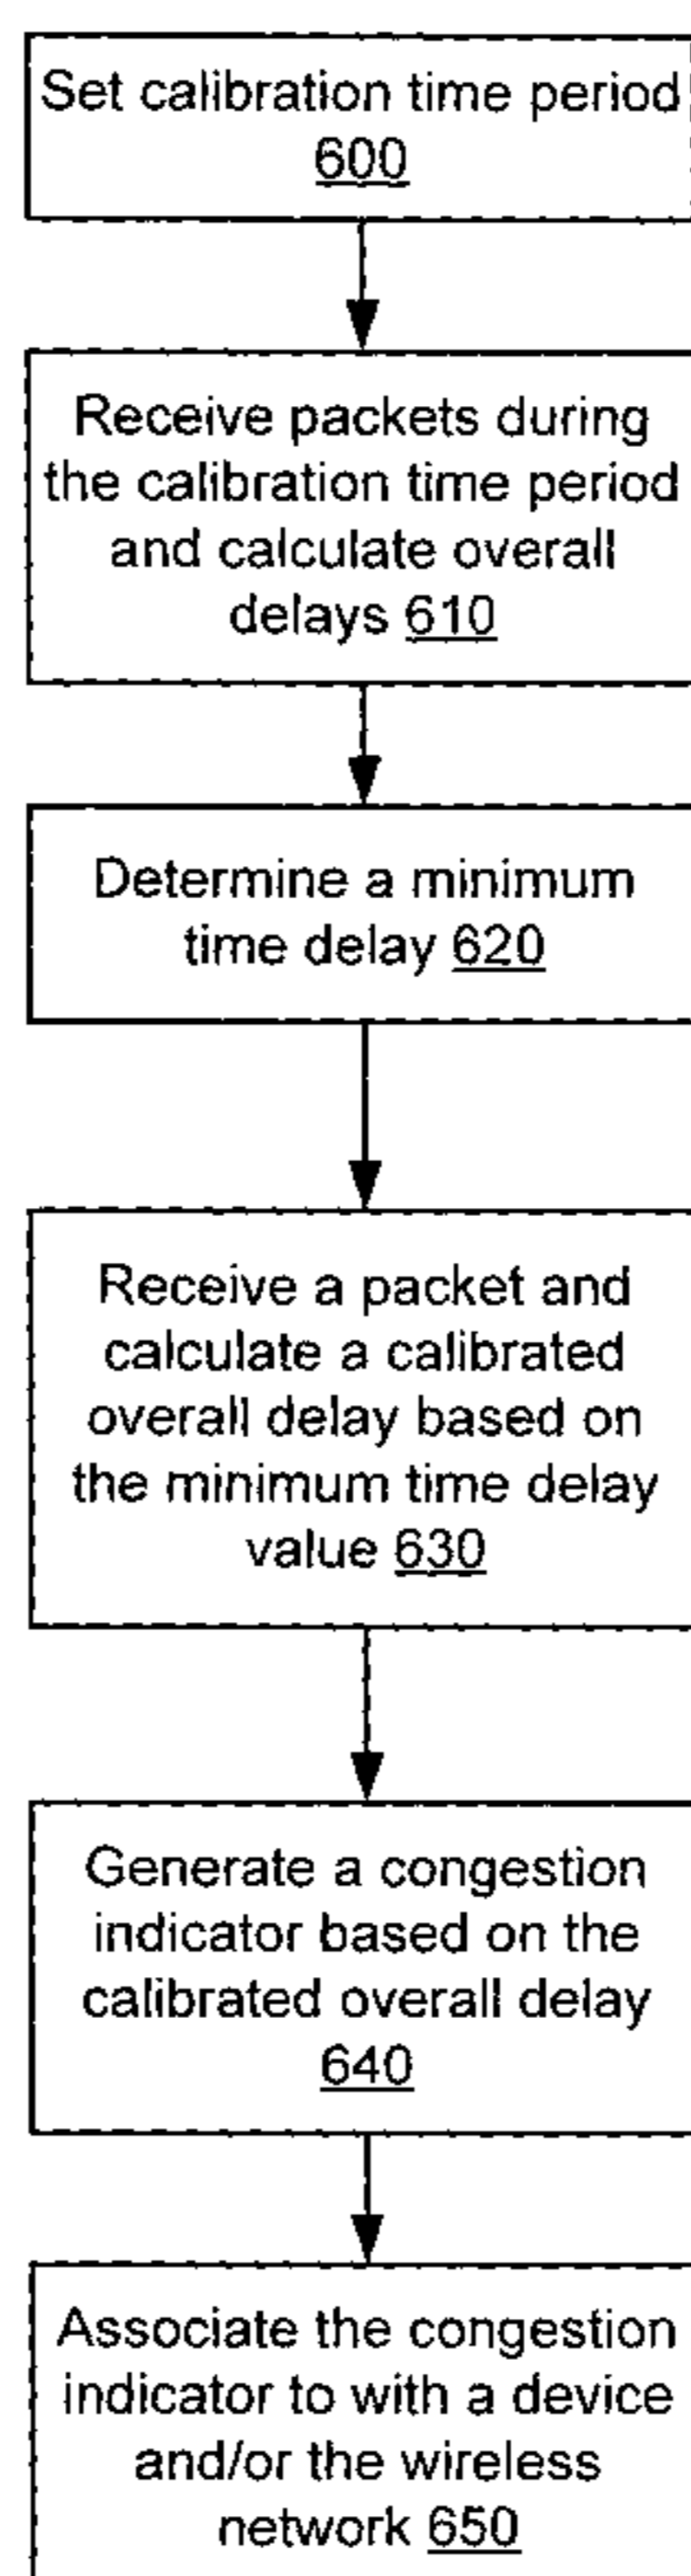 Set calibration time period
600
Receive packets during
the calibration time period
and calculate overall
delays 610
Determine a minimum
time delay 620
Receive a packet and
calculate a calibrated
overall delay based on
the minimum time delay
value 630
Generate a congestion
indicator based on the
calibrated overall delay
640
Associate the congestion
indicator to with a device
and/or the wireless
network 650